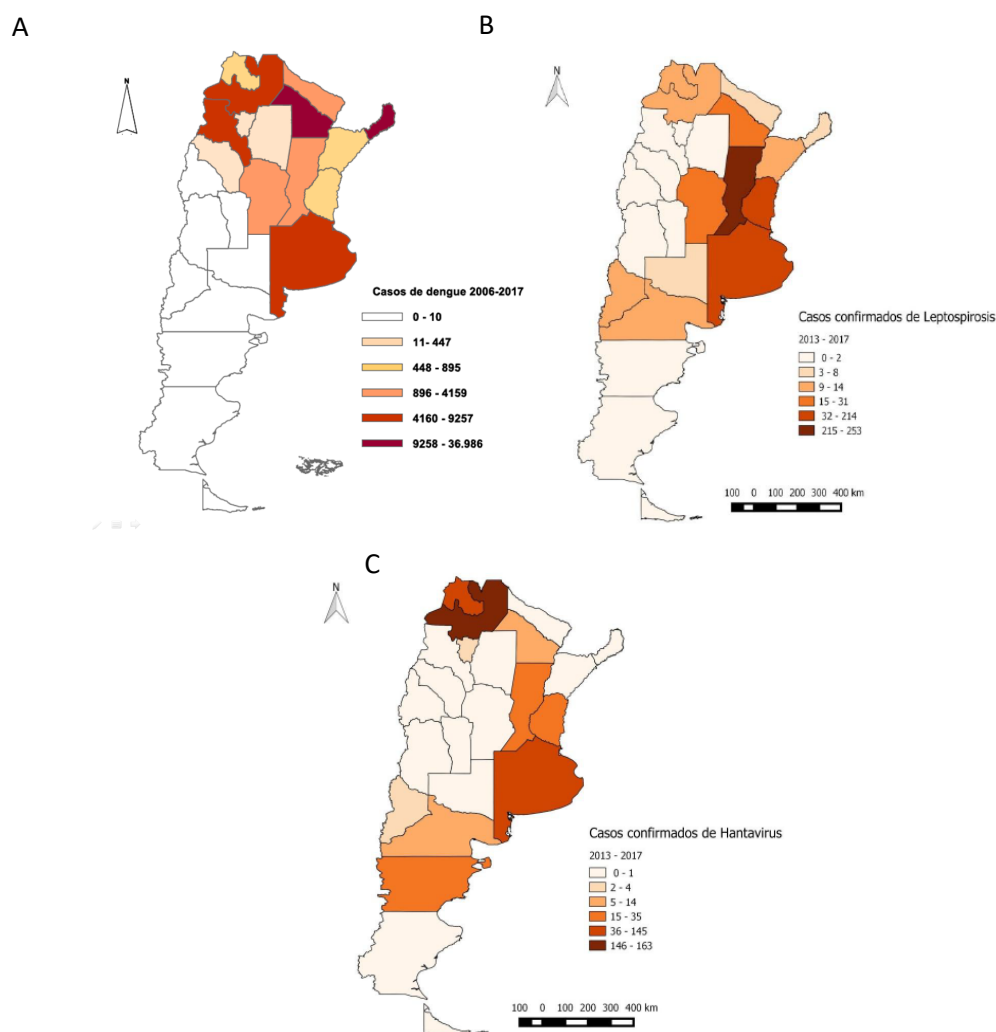 A
N
Casos de dengue 2006-2017
0 - 10
11- 447
448 - 895
896 - 4159
4160 - 9257
9258 - 36.986
B
N
Casos confirmados de Leptospirosis
2013 - 2017
0 - 2
3 - 8
9 - 14
15 - 31
32 - 214
215 - 253
100 0 100 200 300 400 km
C
N
Casos confirmados de Hantavirus
2013 - 2017
0 - 1
2 - 4
5 - 14
15 - 35
36 - 145
146 - 163
100 0 100 200 300 400 km